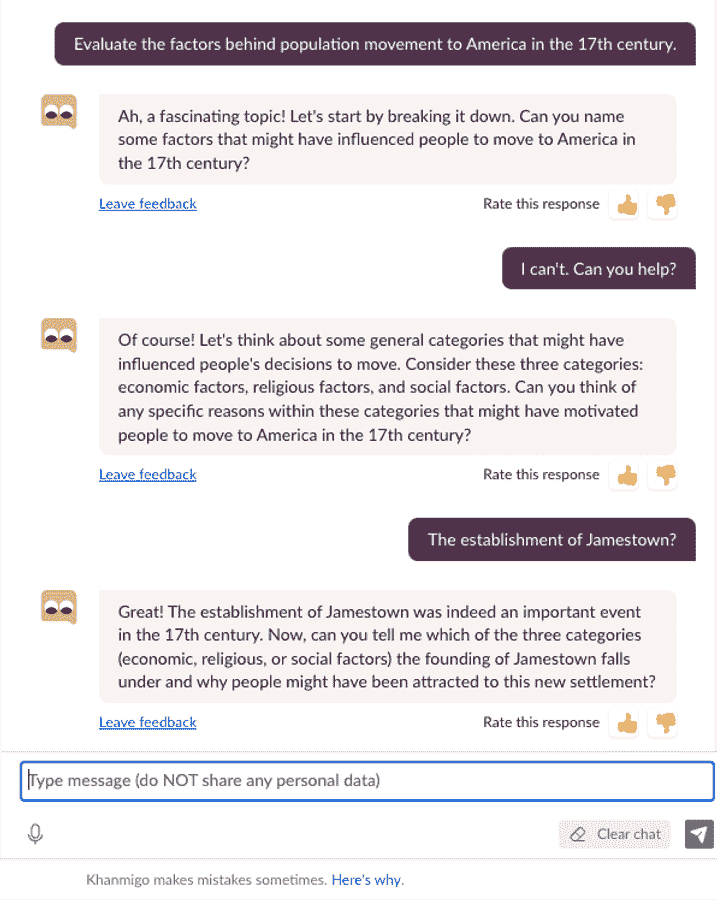 Evaluate the factors behind population movement to America in the 17th century.
Ah, a fascinating topic! Let's start by breaking it down. Can you name
some factors that might have influenced people to move to America in
the 17th century?
Leave feedback
Rate this response
I can't. Can you help?
Of course! Let's think about some general categories that might have
influenced people's decisions to move. Consider these three categories:
economic factors, religious factors, and social factors. Can you think of
any specific reasons within these categories that might have motivated
people to move to America in the 17th century?
Leave feedback
Rate this response
The establishment of Jamestown?
Great! The establishment of Jamestown was indeed an important event
in the 17th century. Now, can you tell me which of the three categories
(economic, religious, or social factors) the founding of Jamestown falls
under and why people might have been attracted to this new settlement?
Leave feedback
Rate this response
Type message (do NOT share any personal data)
Clear chat
Khanmigo makes mistakes sometimes. Here's why.